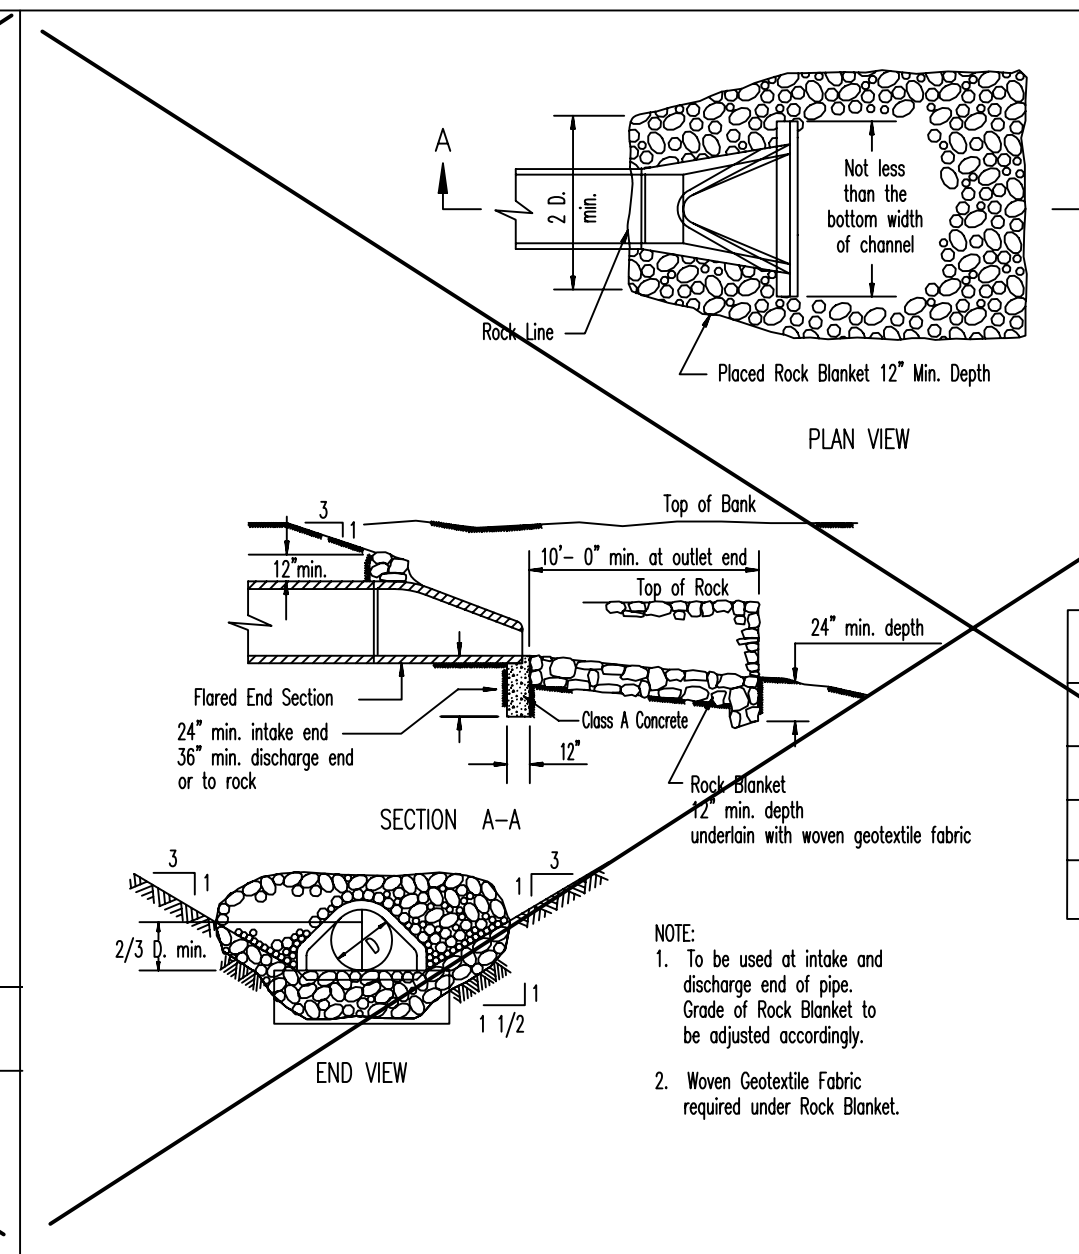 A
2 D.
min.
Not less
than the
bottom width
of channel
Rock Line
Placed Rock Blanket 12" Min. Depth
PLAN VIEW
3
1
Top of Bank
12"min.
10'- 0" min. at outlet end
Top of Rock
24" min. depth
Flared End Section
24" min. intake end
36" min. discharge end
or to rock
Class A Concrete
12"
Rock Blanket
12" min. depth
underlain with woven geotextile fabric
SECTION A-A
3
1
3
1
2/3 D. min.
D
1
1 1/2
END VIEW
NOTE:
1. To be used at intake and
discharge end of pipe.
Grade of Rock Blanket to
be adjusted accordingly.
2. Woven Geotextile Fabric
required under Rock Blanket.